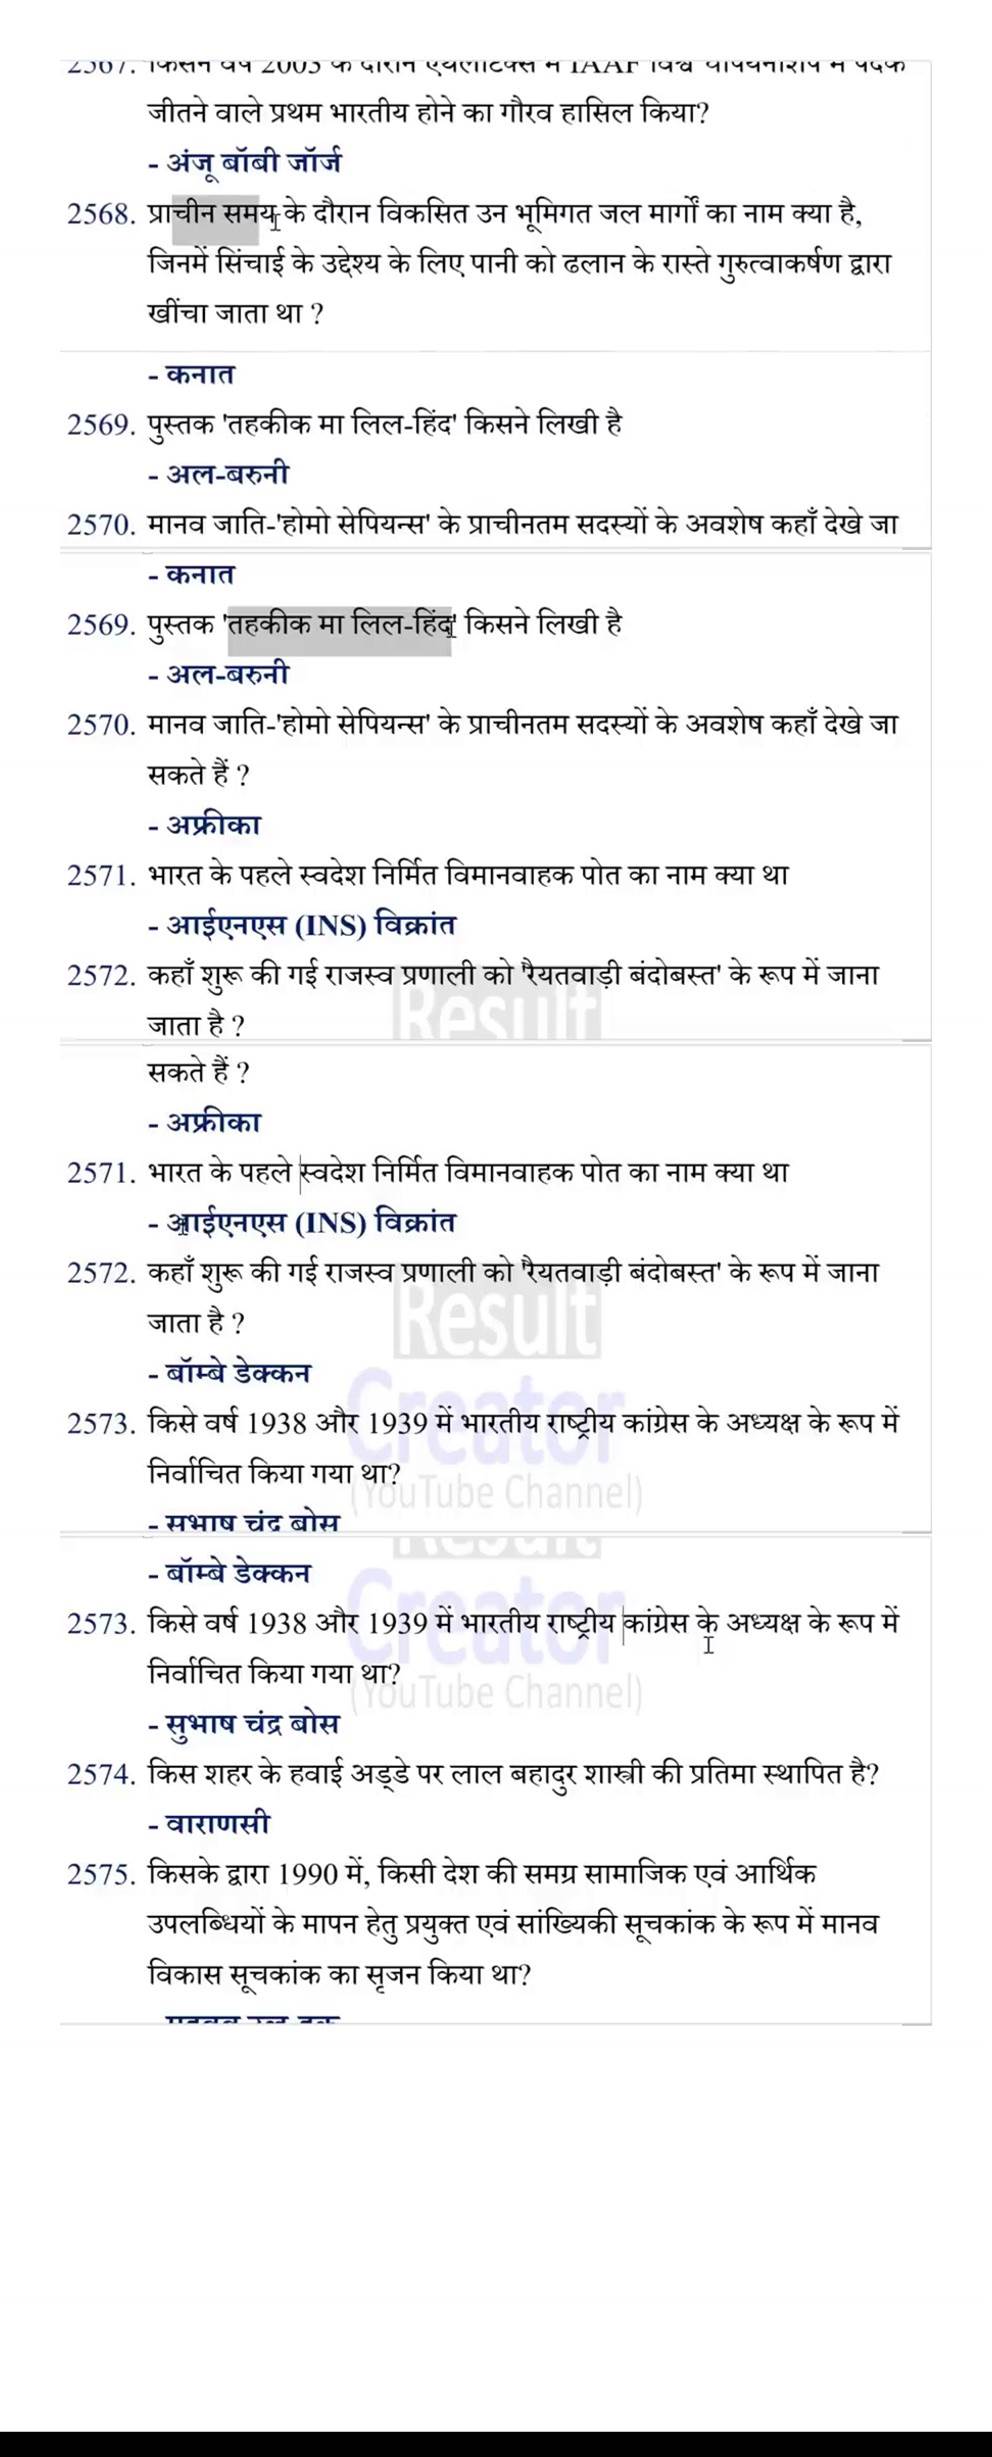 2567. किसने वर्ष 2003 के दौरान एथलेटिक्स में IAAF विश्व चैंपियनशिप में पदक
जीतने वाले प्रथम भारतीय होने का गौरव हासिल किया?
- अंजू बॉबी जॉर्ज
2568. प्राचीन समय के दौरान विकसित उन भूमिगत जल मार्गों का नाम क्या है,
जिनमें सिंचाई के उद्देश्य के लिए पानी को ढलान के रास्ते गुरुत्वाकर्षण द्वारा
खींचा जाता था ?
- कनात
2569. पुस्तक 'तहकीक मा लिल-हिंद' किसने लिखी है
- अल-बरुनी
2570. मानव जाति-'होमो सेपियन्स' के प्राचीनतम सदस्यों के अवशेष कहाँ देखे जा
- कनात
2569. पुस्तक 'तहकीक मा लिल-हिंद' किसने लिखी है
- अल-बरुनी
2570. मानव जाति-'होमो सेपियन्स' के प्राचीनतम सदस्यों के अवशेष कहाँ देखे जा
सकते हैं ?
- अफ्रीका
2571. भारत के पहले स्वदेश निर्मित विमानवाहक पोत का नाम क्या था
- आईएनएस (INS) विक्रांत
2572. कहाँ शुरू की गई राजस्व प्रणाली को 'रैयतवाड़ी बंदोबस्त' के रूप में जाना
Result
जाता है ?
सकते हैं ?
- अफ्रीका
2571. भारत के पहले स्वदेश निर्मित विमानवाहक पोत का नाम क्या था
- आईएनएस (INS) विक्रांत
2572. कहाँ शुरू की गई राजस्व प्रणाली को 'रैयतवाड़ी बंदोबस्त' के रूप में जाना
जाता है ?
Result
- बॉम्बे डेक्कन
Creator
2573. किसे वर्ष 1938 और 1939 में भारतीय राष्ट्रीय कांग्रेस के अध्यक्ष के रूप में
निर्वाचित किया गया था?
(YouTube Channel)
- सुभाष चंद्र बोस
Result
- बॉम्बे डेक्कन
Creator
2573. किसे वर्ष 1938 और 1939 में भारतीय राष्ट्रीय कांग्रेस के अध्यक्ष के रूप में
निर्वाचित किया गया था?
(YouTube Channel)
- सुभाष चंद्र बोस
2574. किस शहर के हवाई अड्डे पर लाल बहादुर शास्त्री की प्रतिमा स्थापित है?
- वाराणसी
2575. किसके द्वारा 1990 में, किसी देश की समग्र सामाजिक एवं आर्थिक
उपलब्धियों के मापन हेतु प्रयुक्त एवं सांख्यिकी सूचकांक के रूप में मानव
विकास सूचकांक का सृजन किया था?